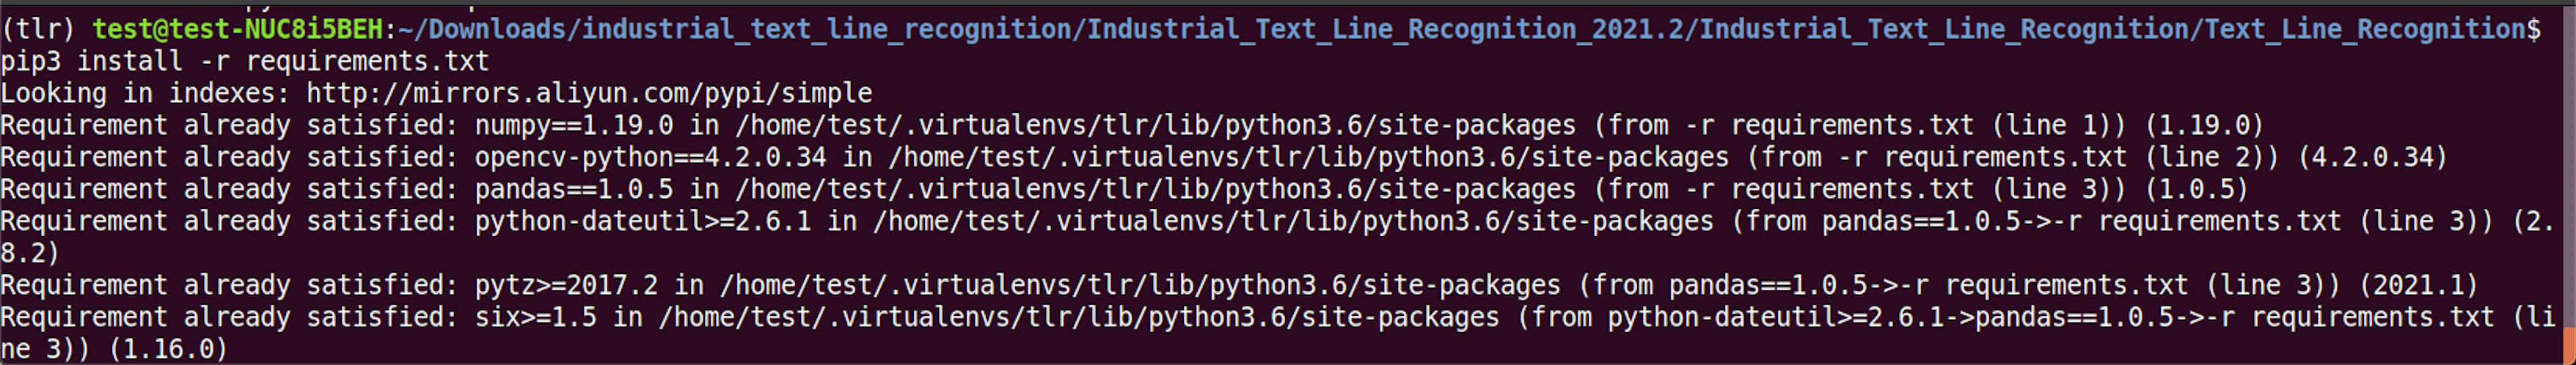 (tlr) test@test-NUC8i5BEH:~/Downloads/industrial_text_line_recognition/Industrial_Text_Line_Recognition_2021.2/Industrial_Text_Line_Recognition/Text_Line_Recognition$
pip3 install -r requirements.txt
Looking in indexes: http://mirrors.aliyun.com/pypi/simple
Requirement already satisfied: numpy==1.19.0 in /home/test/.virtualenvs/tlr/lib/python3.6/site-packages (from -r requirements.txt (line 1)) (1.19.0)
Requirement already satisfied: opencv-python==4.2.0.34 in /home/test/.virtualenvs/tlr/lib/python3.6/site-packages (from -r requirements.txt (line 2)) (4.2.0.34)
Requirement already satisfied: pandas==1.0.5 in /home/test/.virtualenvs/tlr/lib/python3.6/site-packages (from -r requirements.txt (line 3)) (1.0.5)
Requirement already satisfied: python-dateutil>=2.6.1 in /home/test/.virtualenvs/tlr/lib/python3.6/site-packages (from pandas==1.0.5->-r requirements.txt (line 3)) (2.
8.2)
Requirement already satisfied: pytz>=2017.2 in /home/test/.virtualenvs/tlr/lib/python3.6/site-packages (from pandas==1.0.5->-r requirements.txt (line 3)) (2021.1)
Requirement already satisfied: six>=1.5 in /home/test/.virtualenvs/tlr/lib/python3.6/site-packages (from python-dateutil>=2.6.1->pandas==1.0.5->-r requirements.txt (li
ne 3)) (1.16.0)